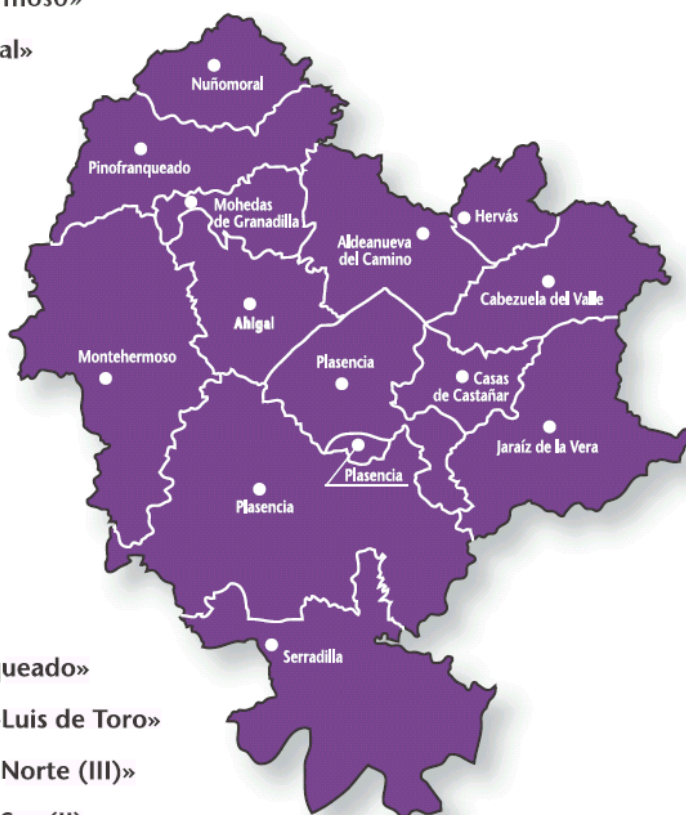 al»
Nuñomoral
Pinofranqueado
Mohedas
de Granadilla
Hervás
Aldeanueva
del Camino
Cabezuela del Valle
Ahigal
Montehermoso
Plasencia
Casas
de Castañar
Jaraíz de la Vera
Plasencia
Plasencia
Serradilla
queado»
Luis de Toro»
Norte (III)»